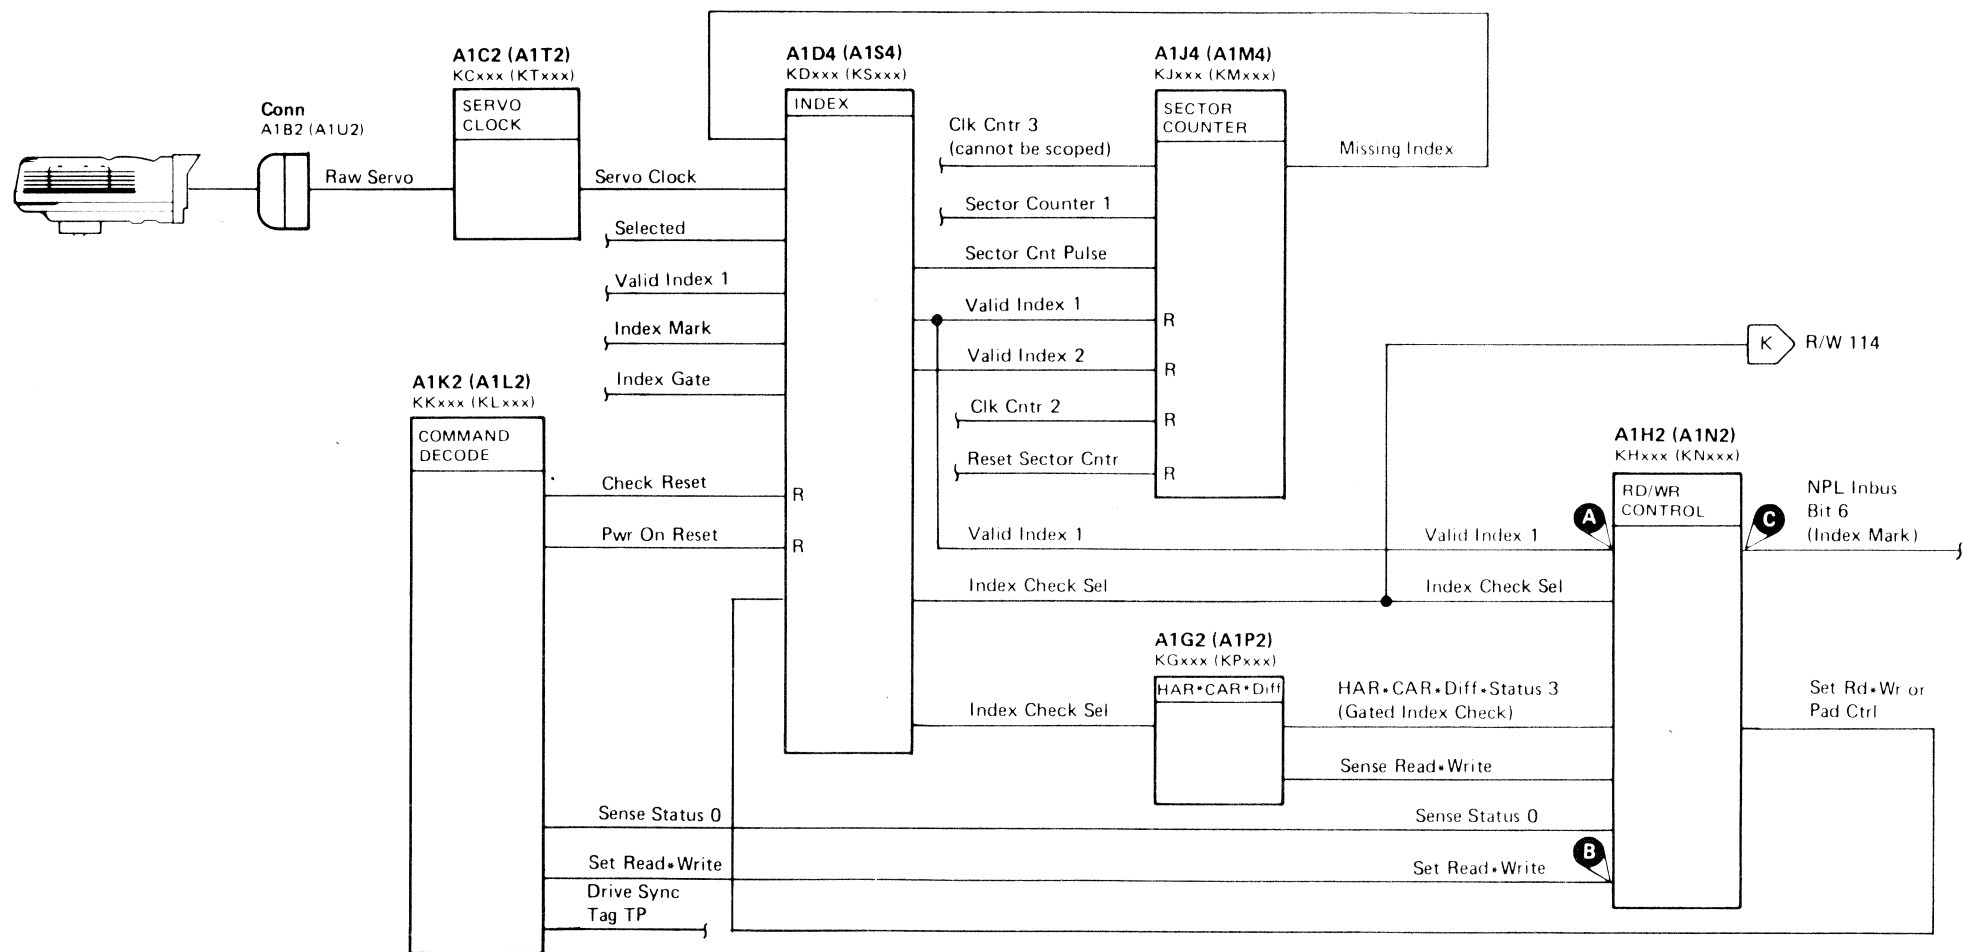 A1C2 (A1T2)
KCxxx (KTxxx)
SERVO
CLOCK
A1D4 (A1S4)
KDxxx (KSxxx)
INDEX
A1J4 (A1M4)
KJxxx (KMxxx)
SECTOR
COUNTER
Conn
A1B2 (A1U2)
Raw Servo
Servo Clock
Selected
Valid Index 1
Index Mark
Index Gate
Clk Cntr 3
(cannot be scoped)
Missing Index
Sector Counter 1
Sector Cnt Pulse
Valid Index 1
R
Valid Index 2
R
Clk Cntr 2
R
Reset Sector Cntr
R
K
R/W 114
A1K2 (A1L2)
KKxxx (KLxxx)
COMMAND
DECODE
Check Reset
R
Pwr On Reset
R
A1H2 (A1N2)
KHxxx (KNxxx)
RD/WR
CONTROL
A
C
NPL Inbus
Bit 6
(Index Mark)
Valid Index 1
Valid Index 1
Index Check Sel
Index Check Sel
A1G2 (A1P2)
KGxxx (KPxxx)
HAR*CAR*Diff
Index Check Sel
HAR*CAR*Diff*Status 3
(Gated Index Check)
Set Rd*Wr or
Pad Ctrl
Sense Read*Write
Sense Status 0
Sense Status 0
B
Set Read*Write
Set Read*Write
Drive Sync
Tag TP